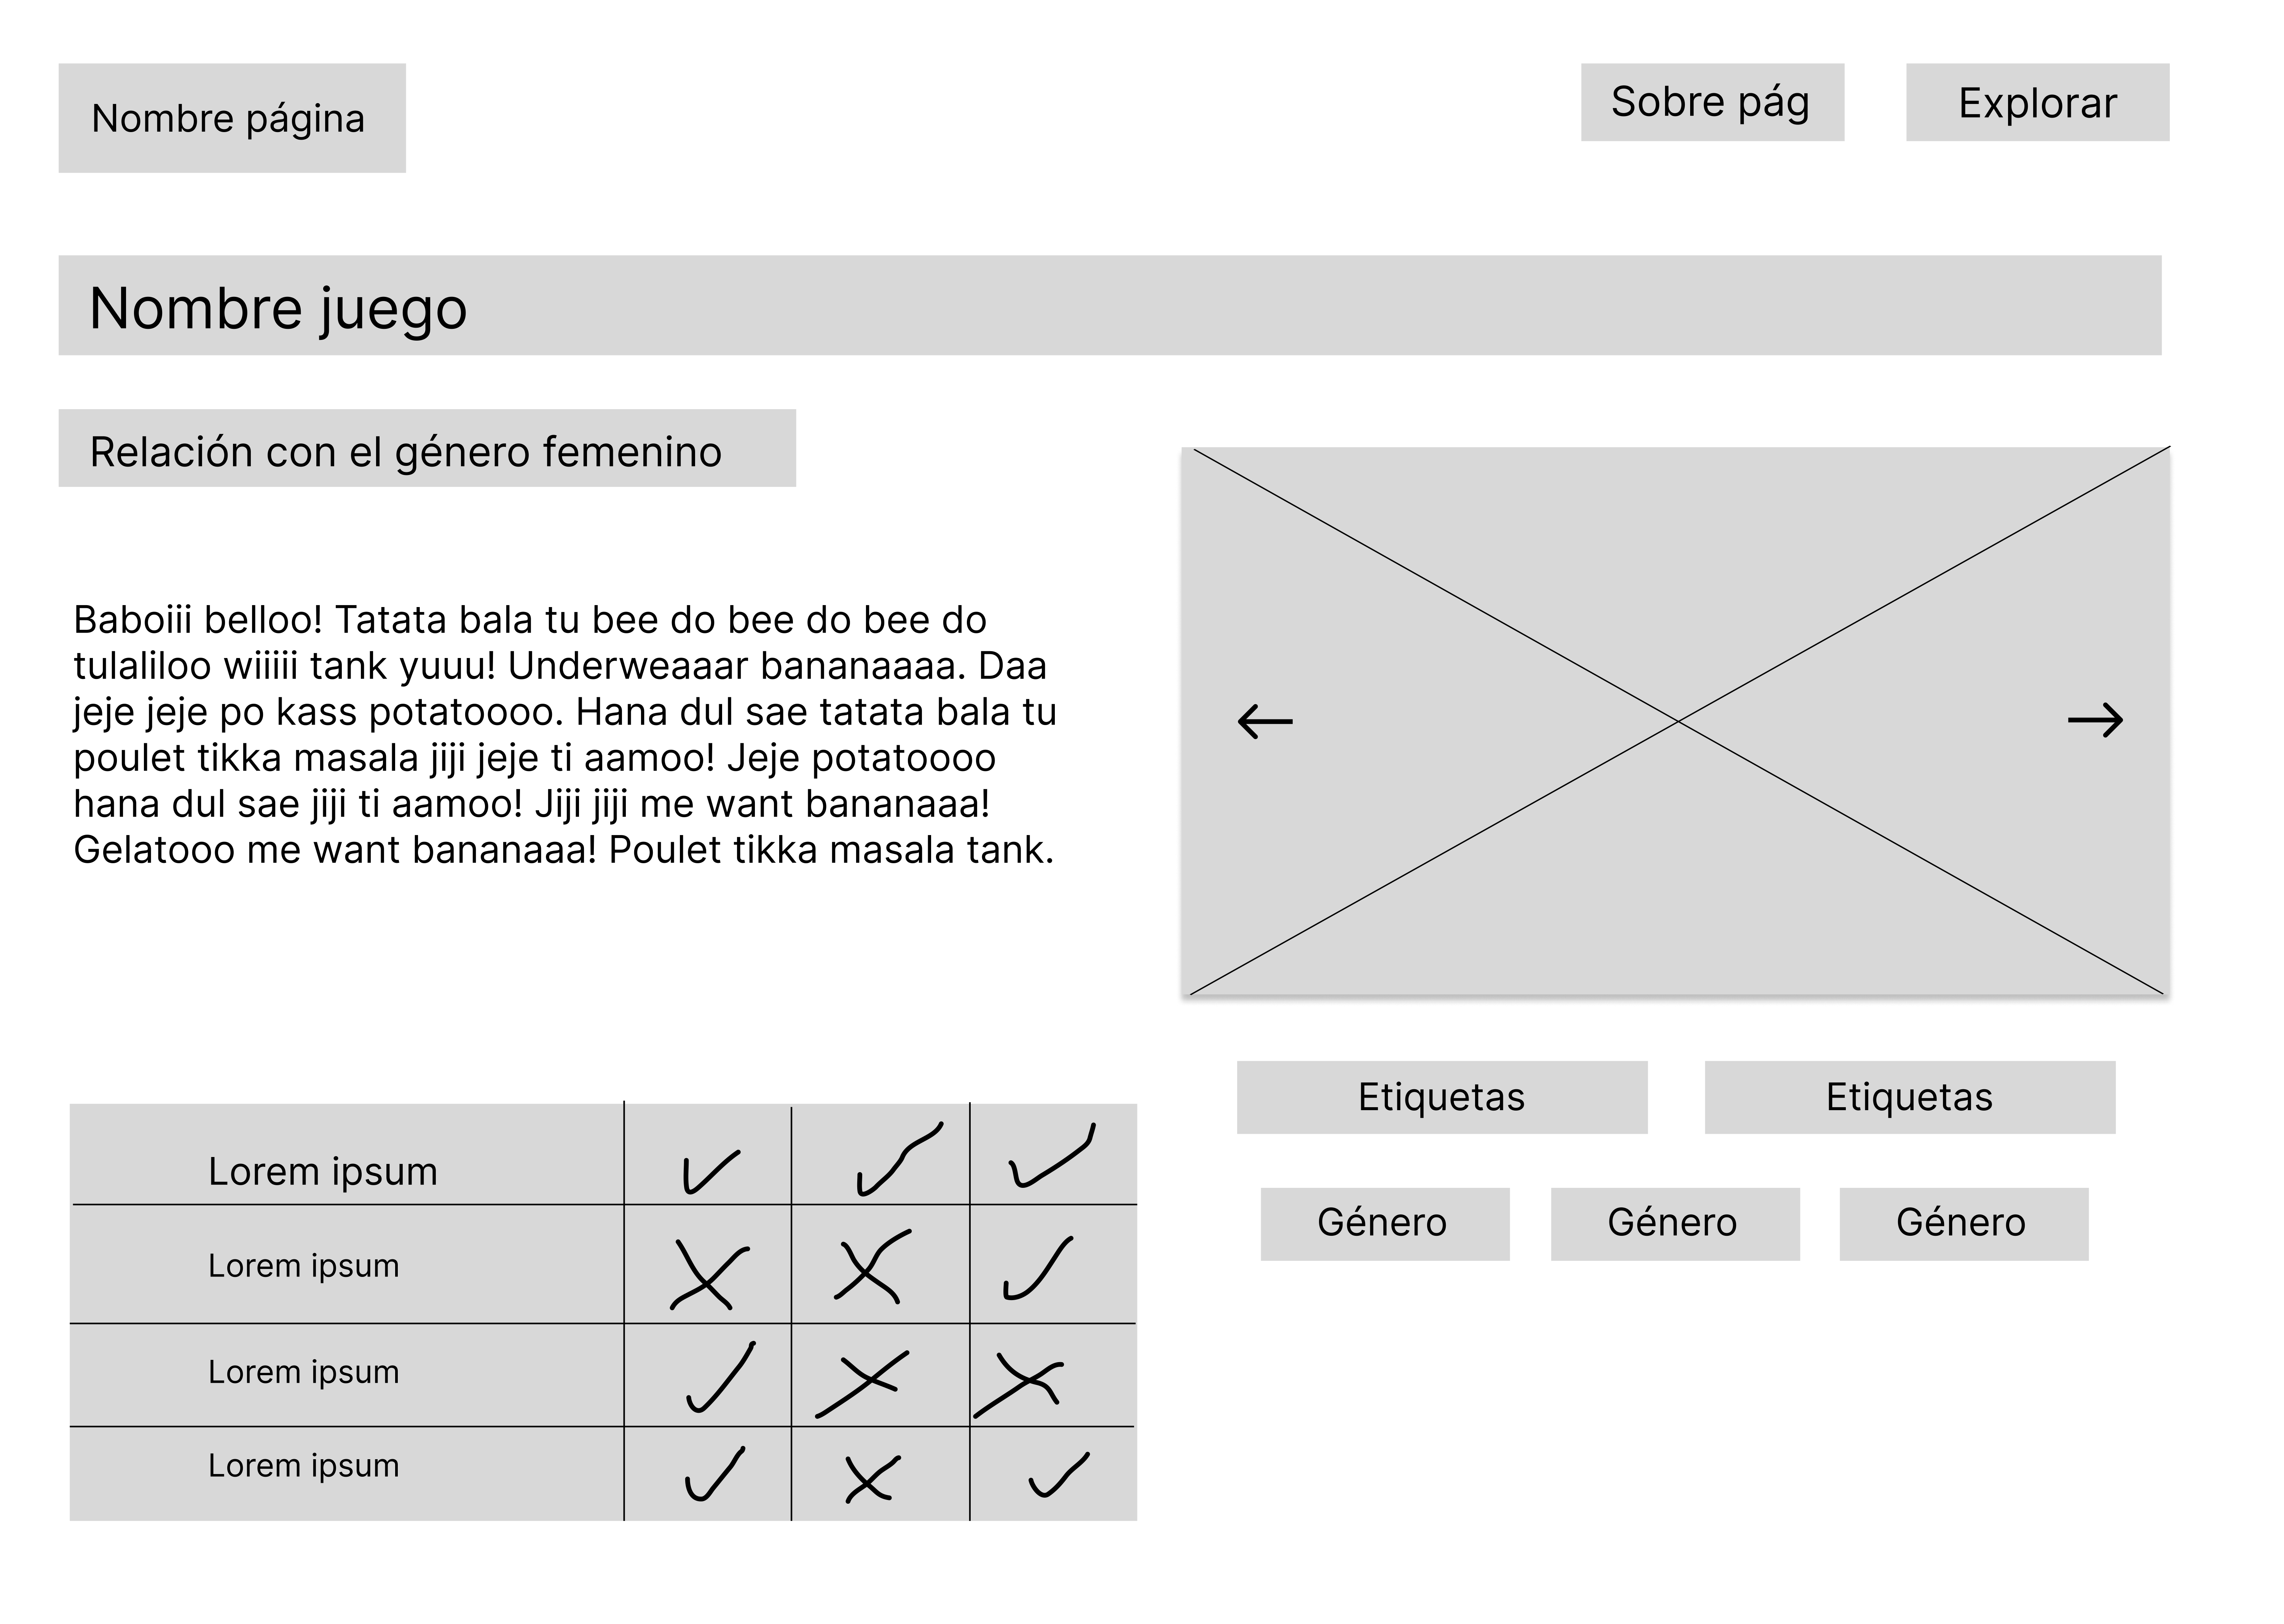 Nombre página
Sobre pág
Explorar
Nombre juego
Relación con el género femenino
Baboiii belloo! Tatata bala tu bee do bee do bee do
tulaliloo wiiiii tank yuuu! Underweaaar bananaaaa. Daa
jeje jeje po kass potatoooo. Hana dul sae tatata bala tu
poulet tikka masala jiji jeje ti aamoo! Jeje potatoooo
hana dul sae jiji ti aamoo! Jiji jiji me want bananaaa!
Gelatooo me want bananaaa! Poulet tikka masala tank.
Lorem ipsum
Lorem ipsum
Lorem ipsum
Lorem ipsum
Etiquetas
Etiquetas
Género
Género
Género